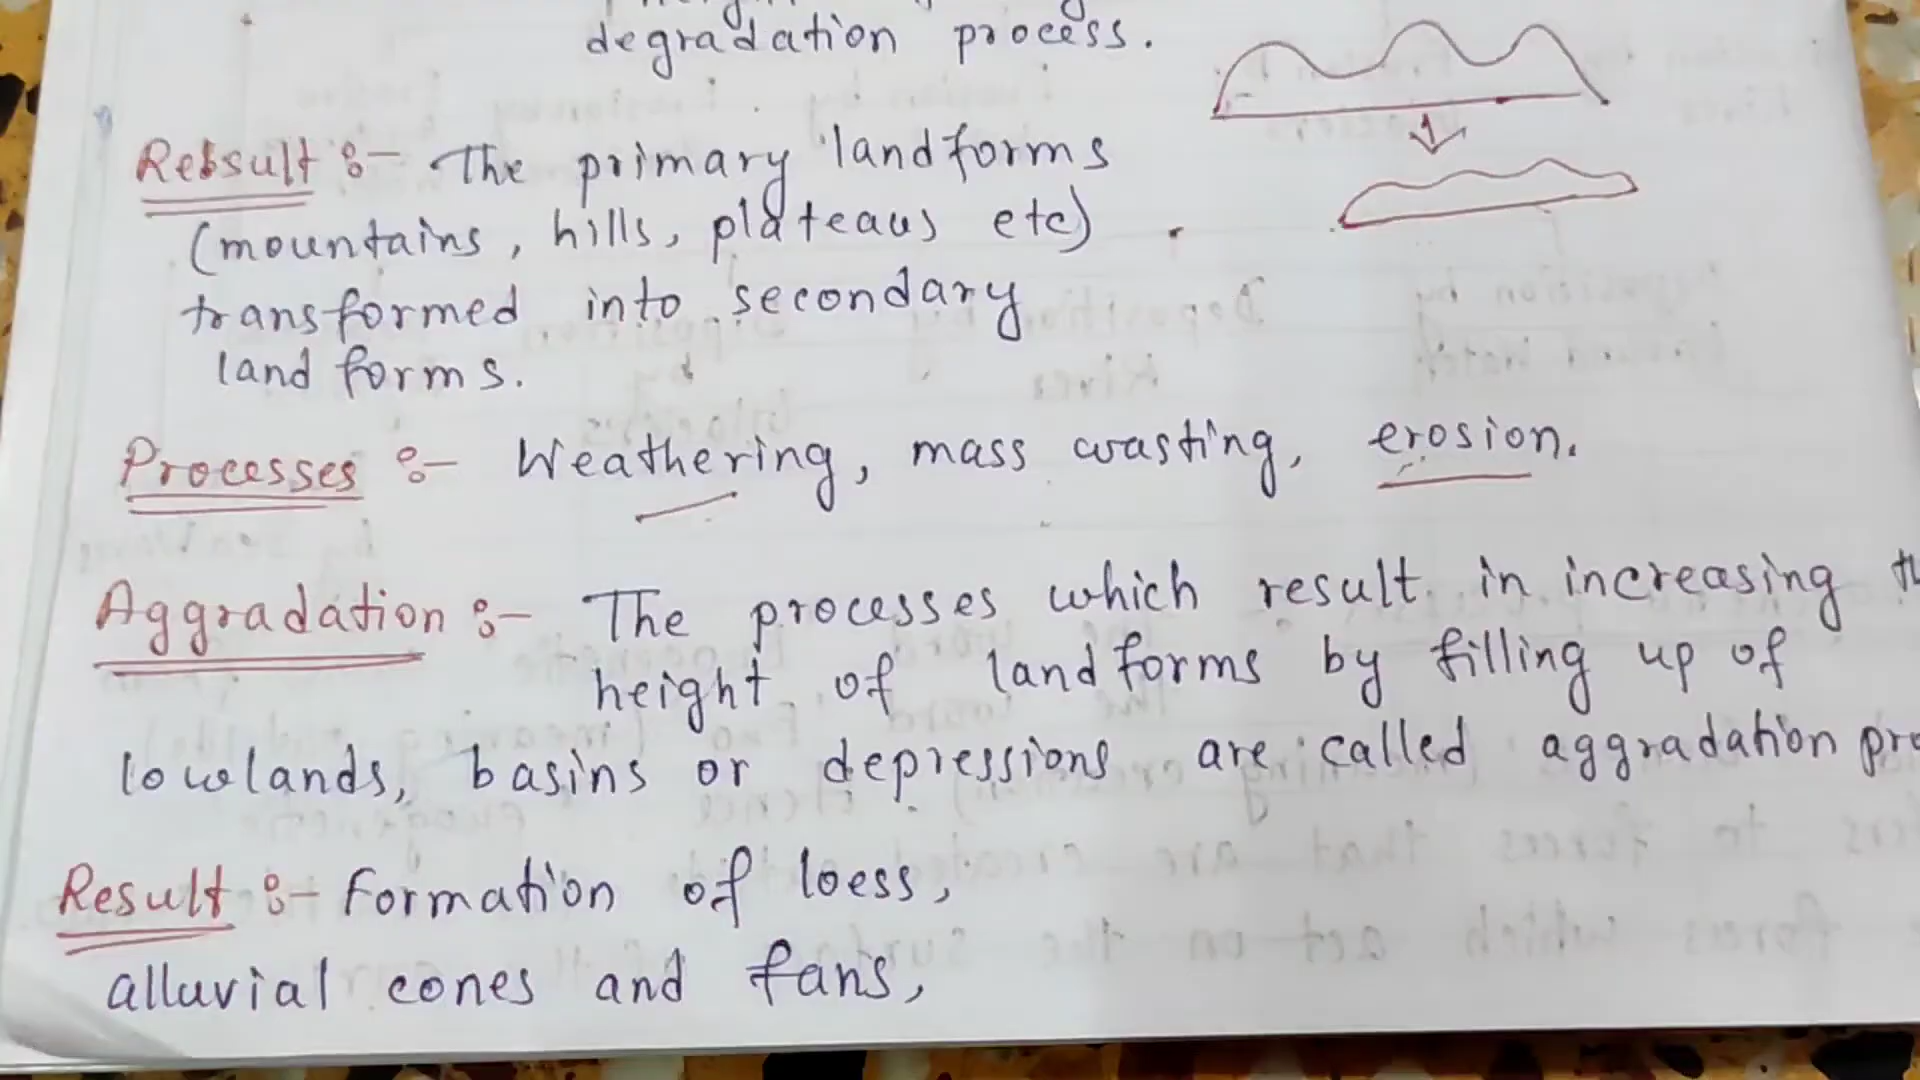 degradation process.
Rebsult :- The primary landforms
(mountains, hills, plateaus etc)
transformed into secondary
land forms.
Processes :- Weathering, mass wasting, erosion.
Aggradation :- The processes which result in increasing
height of landforms by filling up of
lowlands, basins or depressions are called aggradation
Result :- Formation of loess,
alluvial cones and fans,